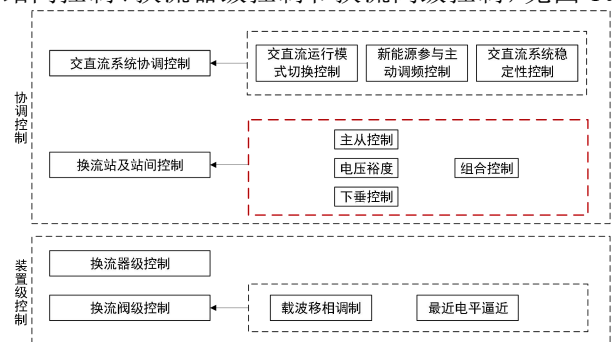 交直流系统协调控制
交直流运行模
式切换控制
新能源参与主
动调频控制
交直流系统稳
定性控制
协调控制
换流站及站间控制
主从控制
电压裕度
下垂控制
组合控制
装置级控制
换流器级控制
换流阀级控制
载波移相调制
最近电平逼近